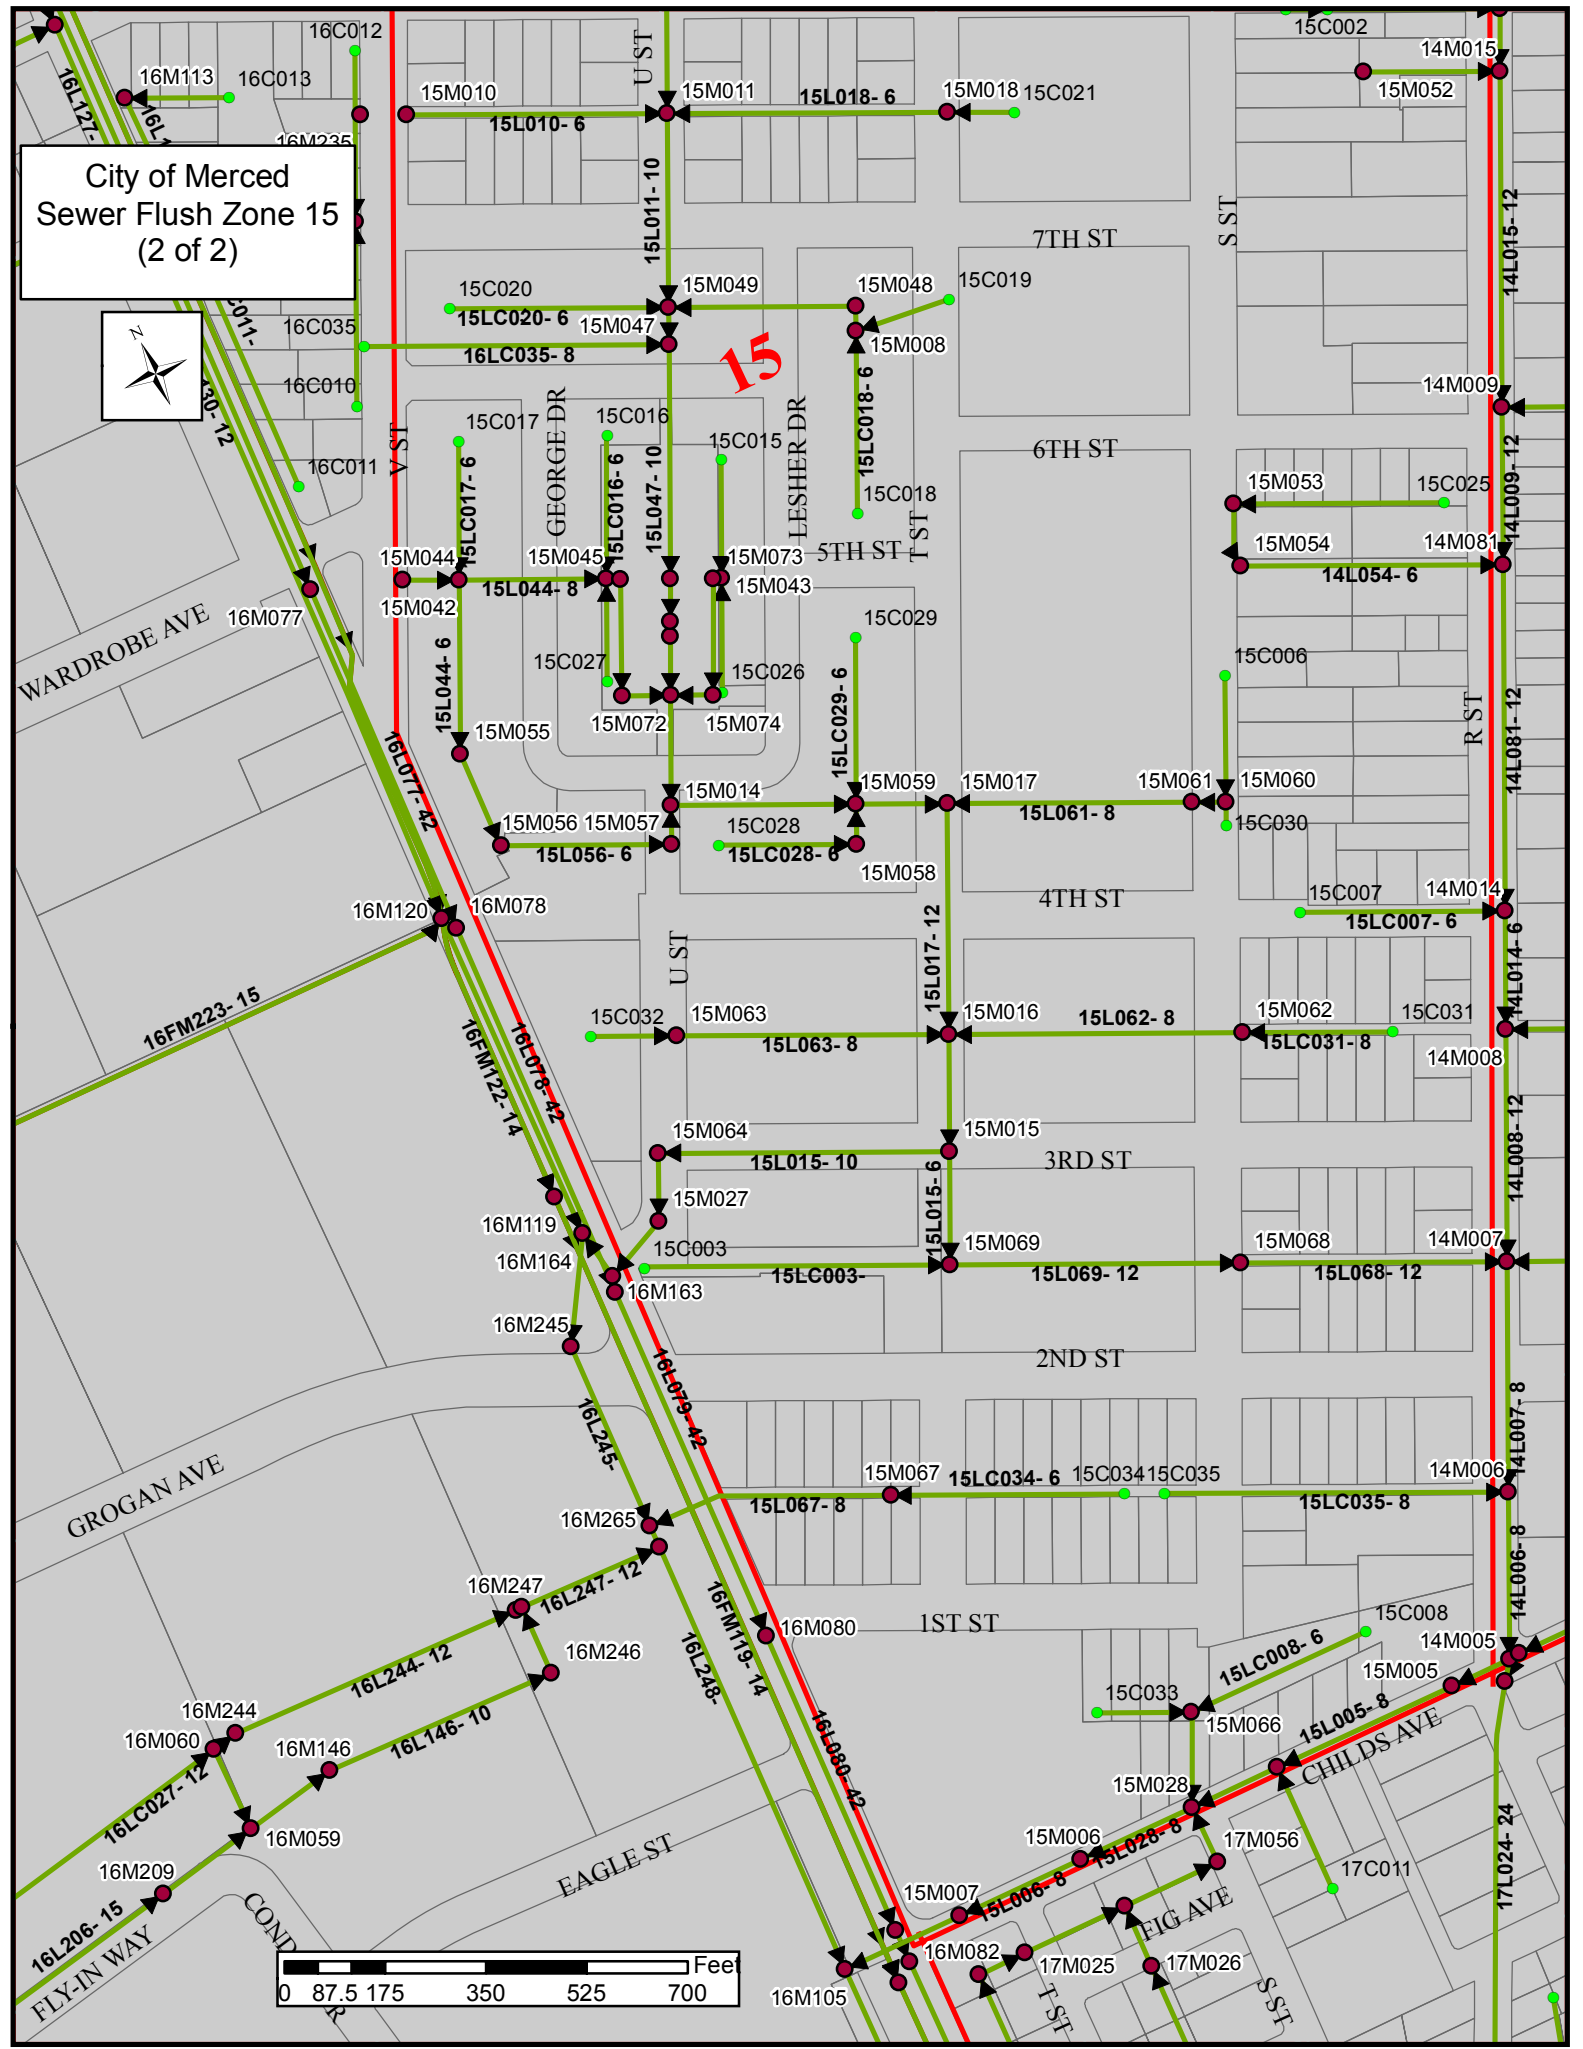 City of Merced
Sewer Flush Zone 15
(2 of 2)
N
15
16C012
U ST
15C002
14M015
16M113
16C013
16L127-
16L1
15M010
15M011
15L018- 6
15M018
15C021
15M052
15L010- 6
16M235
15L011- 10
S ST
7TH ST
14L015- 12
C011-
15C020
15M049
15M048
15C019
15LC020- 6
15M047
16C035
16LC035- 8
15M008
16C010
130- 12
15LC018- 6
14M009
15C017
15C016
GEORGE DR
15C015
LESHER DR
V ST
6TH ST
16C011
15LC017- 6
15LC016- 6
15L047- 10
15C018
15M053
15C025
14L009- 12
T ST
5TH ST
15M044
15M045
15M073
15M043
15M054
14M081
15L044- 8
14L054- 6
15M042
16M077
WARDROBE AVE
15C029
15C027
15C026
15C006
15L044- 6
15LC029- 6
R ST
14L081- 12
15M072
15M074
15M055
16L077- 42
15M014
15M059
15M017
15M061
15M060
15L061- 8
15M056
15M057
15C028
15C030
15L056- 6
15LC028- 6
15M058
4TH ST
15C007
14M014
15LC007- 6
16M120
16M078
U ST
15L017- 12
14L014- 6
16FM223- 15
15C032
15M063
15M016
15L062- 8
15M062
15C031
15L063- 8
15LC031- 8
14M008
16FM122- 14
16L078- 42
15M064
15M015
15L015- 10
3RD ST
14L008- 12
15L015- 6
15M027
16M119
16M164
15C003
15M069
15M068
14M007
15LC003-
15L069- 12
15L068- 12
16M163
16M245
2ND ST
16L079- 42
16L245-
14L007- 8
GROGAN AVE
15M067
15LC034- 6
15C034
15C035
14M006
15L067- 8
15LC035- 8
16M265
14L006- 8
16L247- 12
16M247
16FM119- 14
16M080
1ST ST
15C008
14M005
16M246
16L248-
15LC008- 6
15M005
16L244- 12
15C033
15M066
16M244
16M060
16L146- 10
16L080- 42
15L005- 8
CHILDS AVE
16M146
16LC027- 12
15M028
16M059
17L024- 24
15M006
15L028- 8
17M056
EAGLE ST
17C011
16M209
15M007
15L006- 8
FIG AVE
16L206- 15
COND
R
FLY-IN WAY
16M082
17M025
17M026
16M105
T ST
S ST
Feet
0 87.5 175 350 525 700